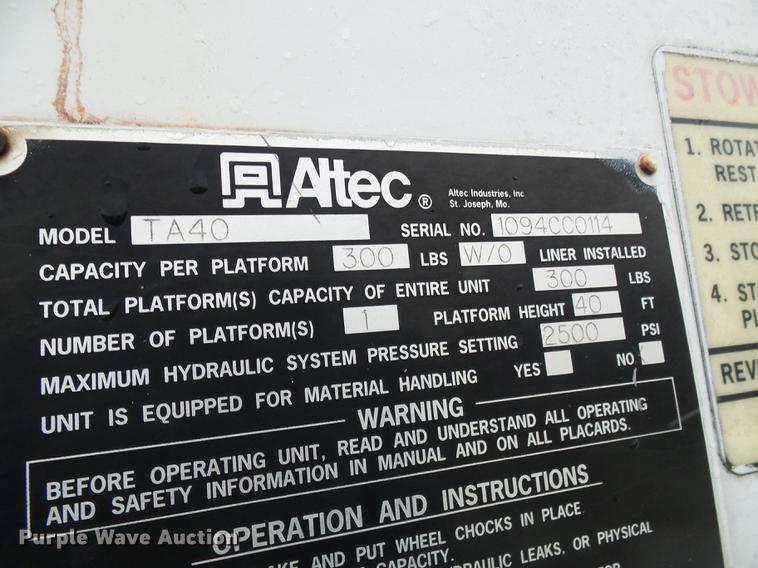 Altec®
Altec Industries, Inc
St. Joseph, Mo.
MODEL TA40 SERIAL NO. 1094CC0114
CAPACITY PER PLATFORM 300 LBS W/O LINER INSTALLED
TOTAL PLATFORM(S) CAPACITY OF ENTIRE UNIT 300 LBS
NUMBER OF PLATFORM(S) 1 PLATFORM HEIGHT 40 FT
MAXIMUM HYDRAULIC SYSTEM PRESSURE SETTING 2500 PSI
UNIT IS EQUIPPED FOR MATERIAL HANDLING YES NO
WARNING
BEFORE OPERATING UNIT, READ AND UNDERSTAND ALL OPERATING
AND SAFETY INFORMATION IN MANUAL AND ON ALL PLACARDS.
OPERATION AND INSTRUCTIONS
AND PUT WHEEL CHOCKS IN PLACE
CAPACITY.
HYDRAULIC LEAKS, OR PHYSICAL
STOW
1. ROTAT
REST
2. RETR
3. STO
4. ST
PL
REVI
Purple Wave Auction